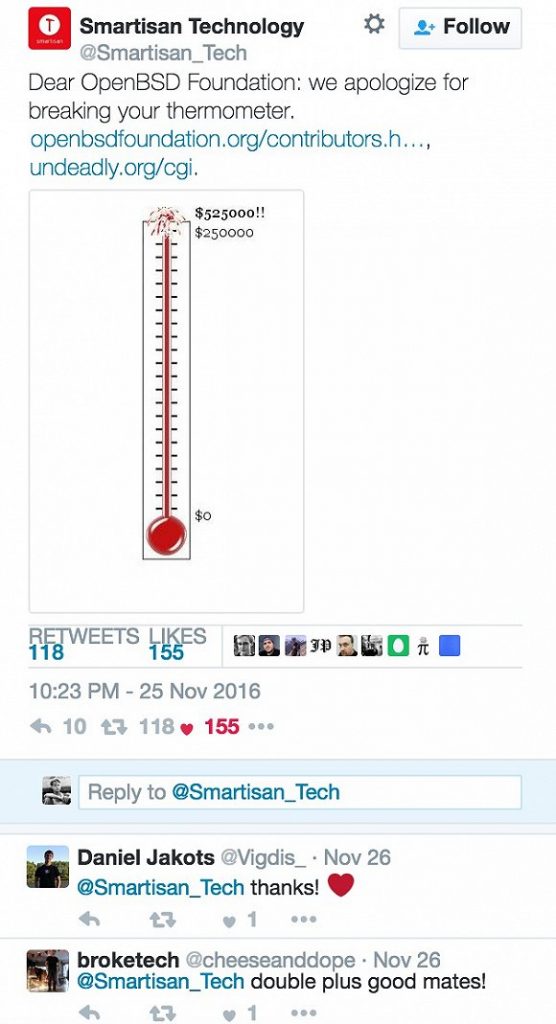 Smartisan Technology
@Smartisan_Tech
Follow
Dear OpenBSD Foundation: we apologize for
breaking your thermometer.
openbsdfoundation.org/contributors.h…,
undeadly.org/cgi.
$525000!!
$250000
$0
RETWEETS LIKES
118 155
10:23 PM - 25 Nov 2016
10 118 155
Reply to @Smartisan_Tech
Daniel Jakots @Vigdis_ · Nov 26
@Smartisan_Tech thanks!
1
broketech @cheeseanddope · Nov 26
@Smartisan_Tech double plus good mates!
1